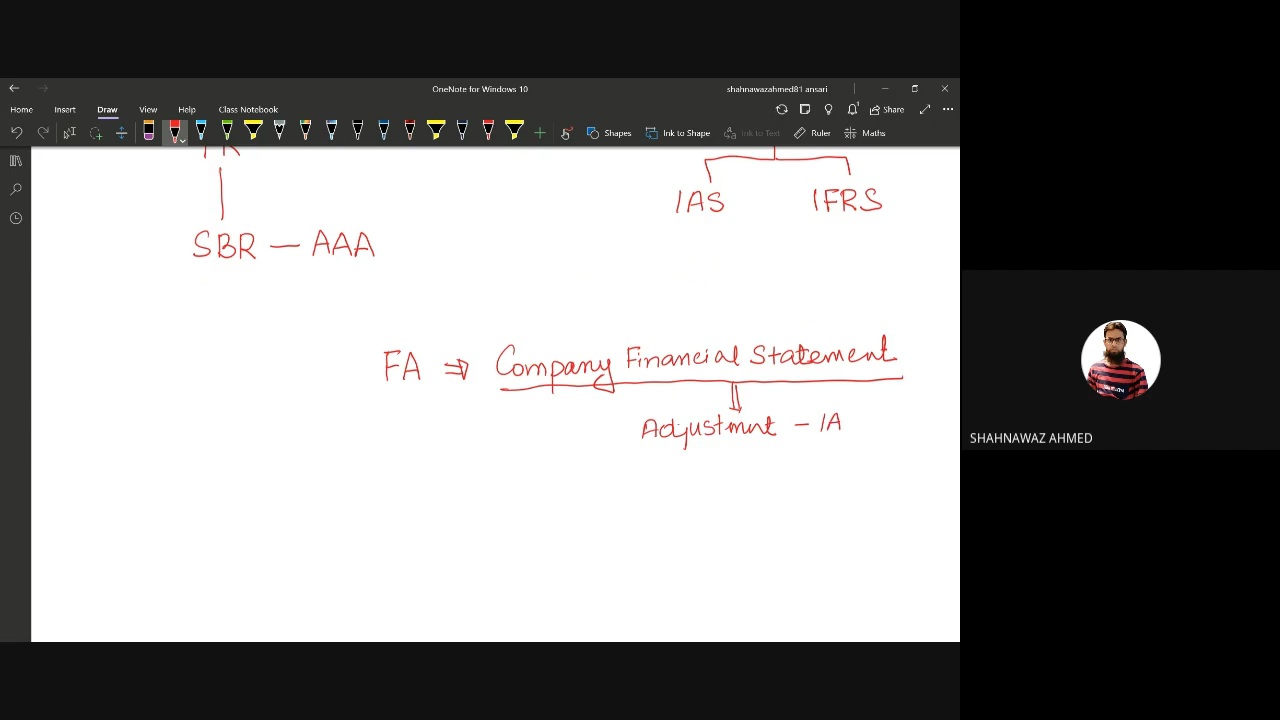 OneNote for Windows 10
shahnawazahmed81 ansari
Home Insert Draw View Help Class Notebook
Share
Shapes Ink to Shape Ink to Text Ruler Maths
IAS IFRS
SBR — AAA
FA ⇒ Company Financial Statement
Adjustment - IA
SHAHNAWAZ AHMED